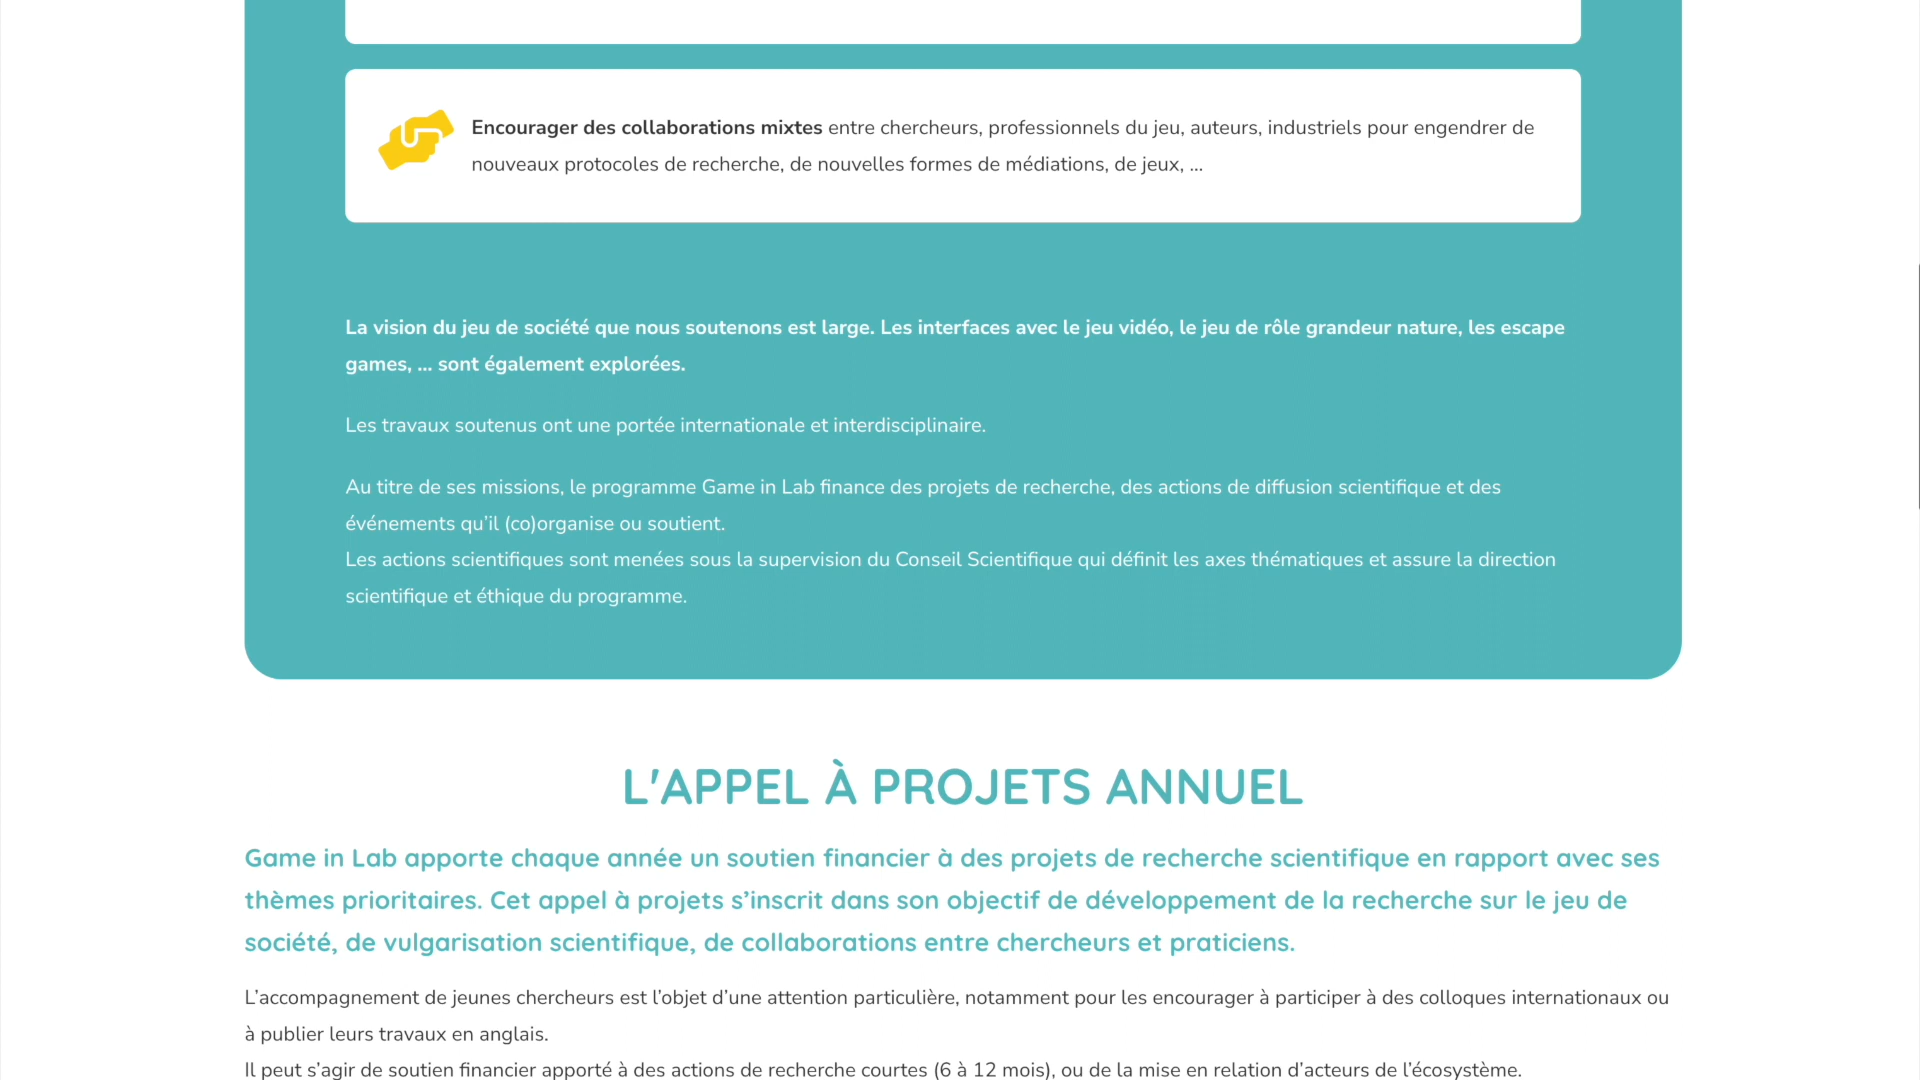 Encourager des collaborations mixtes entre chercheurs, professionnels du jeu, auteurs, industriels pour engendrer de
nouveaux protocoles de recherche, de nouvelles formes de médiations, de jeux, ...
La vision du jeu de société que nous soutenons est large. Les interfaces avec le jeu vidéo, le jeu de rôle grandeur nature, les escape
games, ... sont également explorées.
Les travaux soutenus ont une portée internationale et interdisciplinaire.
Au titre de ses missions, le programme Game in Lab finance des projets de recherche, des actions de diffusion scientifique et des
événements qu’il (co)organise ou soutient.
Les actions scientifiques sont menées sous la supervision du Conseil Scientifique qui définit les axes thématiques et assure la direction
scientifique et éthique du programme.
L'APPEL À PROJETS ANNUEL
Game in Lab apporte chaque année un soutien financier à des projets de recherche scientifique en rapport avec ses
thèmes prioritaires. Cet appel à projets s’inscrit dans son objectif de développement de la recherche sur le jeu de
société, de vulgarisation scientifique, de collaborations entre chercheurs et praticiens.
L’accompagnement de jeunes chercheurs est l’objet d’une attention particulière, notamment pour les encourager à participer à des colloques internationaux ou
à publier leurs travaux en anglais.
Il peut s’agir de soutien financier apporté à des actions de recherche courtes (6 à 12 mois), ou de la mise en relation d’acteurs de l’écosystème.